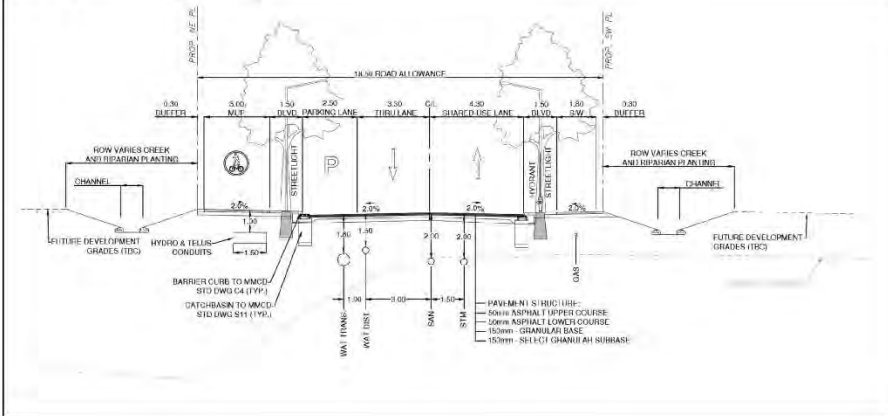 PROP. NE PL
PROP. SW PL
18.50 ROAD ALLOWANCE
0.30
BUFFER
3.00
MUP
1.50
BLVD.
2.50
PARKING LANE
3.30
THRU LANE
C/L
4.30
SHARED USE LANE
1.50
BLVD.
1.80
S.W.
0.30
BUFFER
ROW VARIES CREEK
AND RIPARIAN PLANTING
CHANNEL
STREETLIGHT
P
HYDRANT
STREETLIGHT
ROW VARIES CREEK
AND RIPARIAN PLANTING
CHANNEL
2.0%
2.0%
2.0%
2.0%
FUTURE DEVELOPMENT
GRADES (TBC)
1.00
HYDRO & TELUS
CONDUITS
1.50
1.80
1.50
2.00
2.00
GAS
FUTURE DEVELOPMENT
GRADES (TBC)
BARRIER CURB TO MMCD
STD DWG C4 (TYP.)
CATCHBASIN TO MMCD
STD DWG S11 (TYP.)
1.00
3.00
1.50
WAT TRANS
WAT DIST
SAN
STM
PAVEMENT STRUCTURE:
50mm ASPHALT UPPER COURSE
50mm ASPHALT LOWER COURSE
150mm - GRANULAR BASE
150mm - SELECT GRANULAR SUBBASE